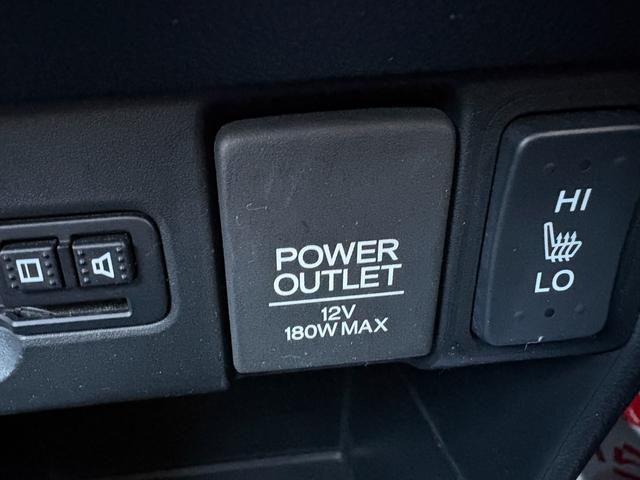 POWER
OUTLET
12V
180W MAX
HI
LO